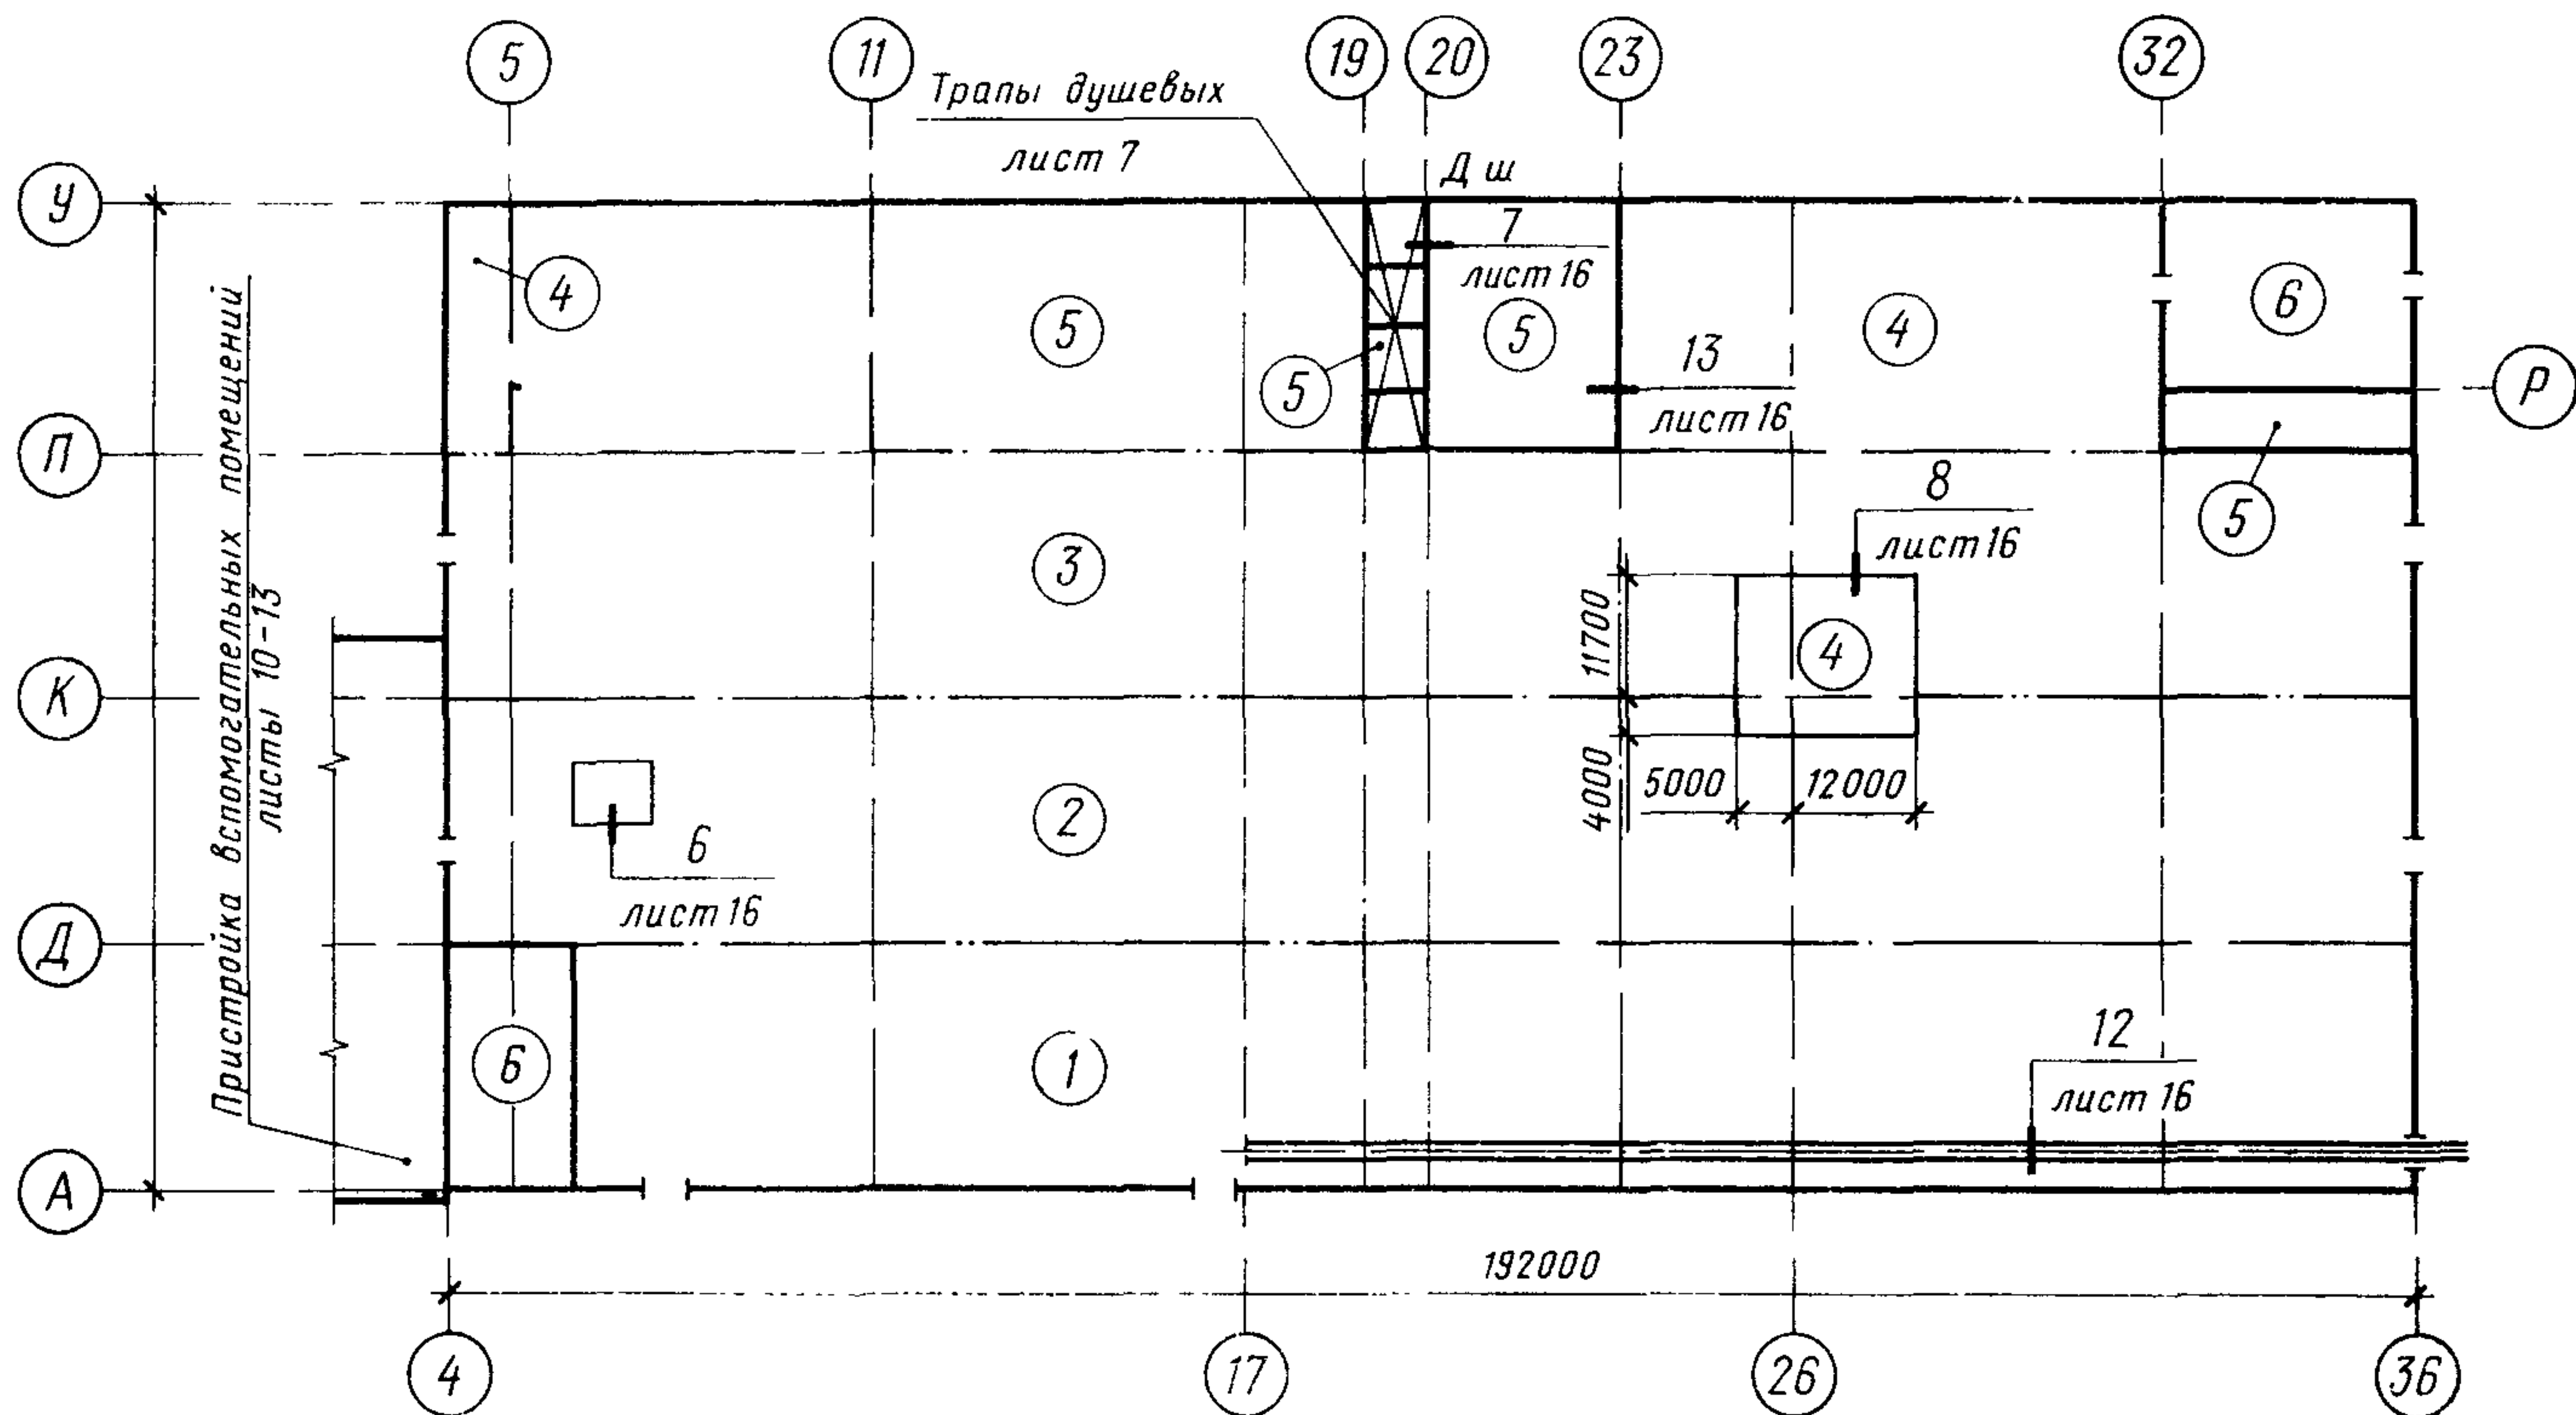 5
11
19
20
23
32
Трапы душевых
лист 7
Д ш
У
7
лист 16
4
5
5
5
4
6
13
лист 16
Р
П
5
8
лист 16
3
Пристройка вспомогательных помещений
листы 10-13
11700
4
К
4000
5000
12000
2
6
лист 16
Д
6
1
12
лист 16
А
192000
4
17
26
36